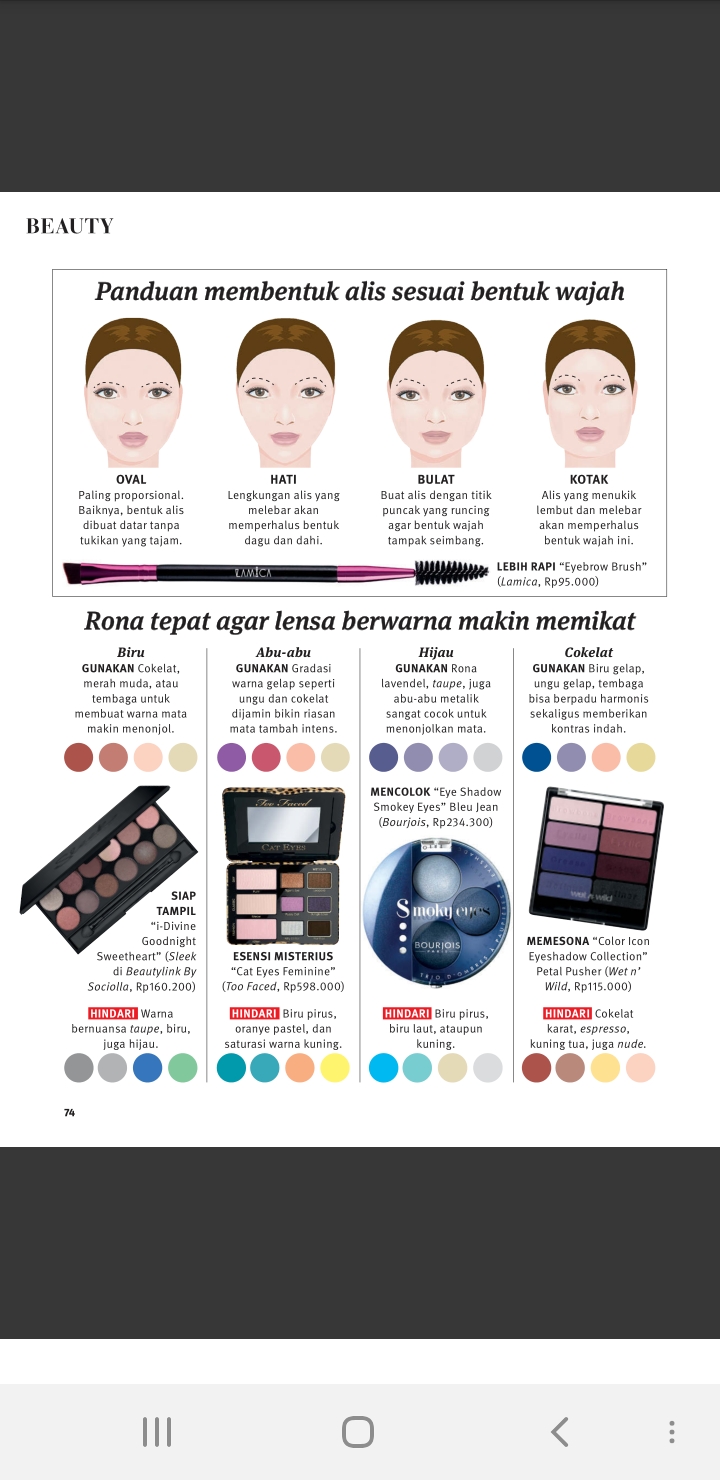 BEAUTY
Panduan membentuk alis sesuai bentuk wajah
OVAL
Paling proporsional.
Baiknya, bentuk alis
dibuat datar tanpa
tukikan yang tajam.
HATI
Lengkungan alis yang
melebar akan
memperhalus bentuk
dagu dan dahi.
BULAT
Buat alis dengan titik
puncak yang runcing
agar bentuk wajah
tampak seimbang.
KOTAK
Alis yang menukik
lembut dan melebar
akan memperhalus
bentuk wajah ini.
LAMICA
LEBIH RAPI “Eyebrow Brush”
(Lamica, Rp95.000)
Rona tepat agar lensa berwarna makin memikat
Biru
GUNAKAN Cokelat,
merah muda, atau
tembaga untuk
membuat warna mata
makin menonjol.
SIAP
TAMPIL
“i-Divine
Goodnight
Sweetheart” (Sleek
di Beautylink By
Sociolla, Rp160.200)
HINDARI Warna
bernuansa taupe, biru,
juga hijau.
Abu-abu
GUNAKAN Gradasi
warna gelap seperti
ungu dan cokelat
dijamin bikin riasan
mata tambah intens.
Too Faced
CAT EYES
ESENSI MISTERIUS
“Cat Eyes Feminine”
(Too Faced, Rp598.000)
HINDARI Biru pirus,
oranye pastel, dan
saturasi warna kuning.
Hijau
GUNAKAN Rona
lavendel, taupe, juga
abu-abu metalik
sangat cocok untuk
menonjolkan mata.
MENCOLOK “Eye Shadow
Smokey Eyes” Bleu Jean
(Bourjois, Rp234.300)
Smoky eyes
BOURJOIS
PARIS
HINDARI Biru pirus,
biru laut, ataupun
kuning.
Cokelat
GUNAKAN Biru gelap,
ungu gelap, tembaga
bisa berpadu harmonis
sekaligus memberikan
kontras indah.
wet n wild
MEMESONA “Color Icon
Eyeshadow Collection”
Petal Pusher (Wet n’
Wild, Rp115.000)
HINDARI Cokelat
karat, espresso,
kuning tua, juga nude.
74